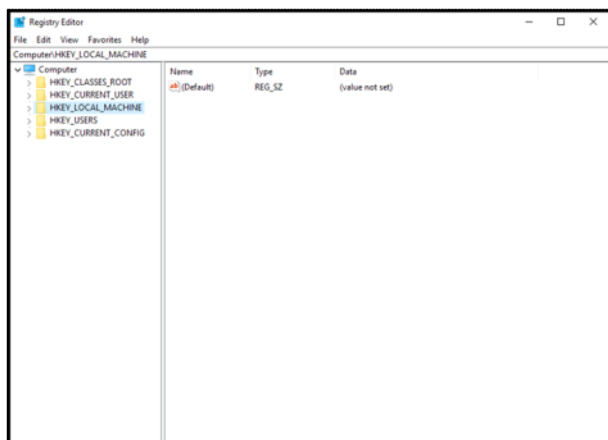 Registry Editor
File Edit View Favorites Help
Computer\HKEY_LOCAL_MACHINE
Computer
HKEY_CLASSES_ROOT
HKEY_CURRENT_USER
HKEY_LOCAL_MACHINE
HKEY_USERS
HKEY_CURRENT_CONFIG
Name Type Data
ab (Default) REG_SZ (value not set)